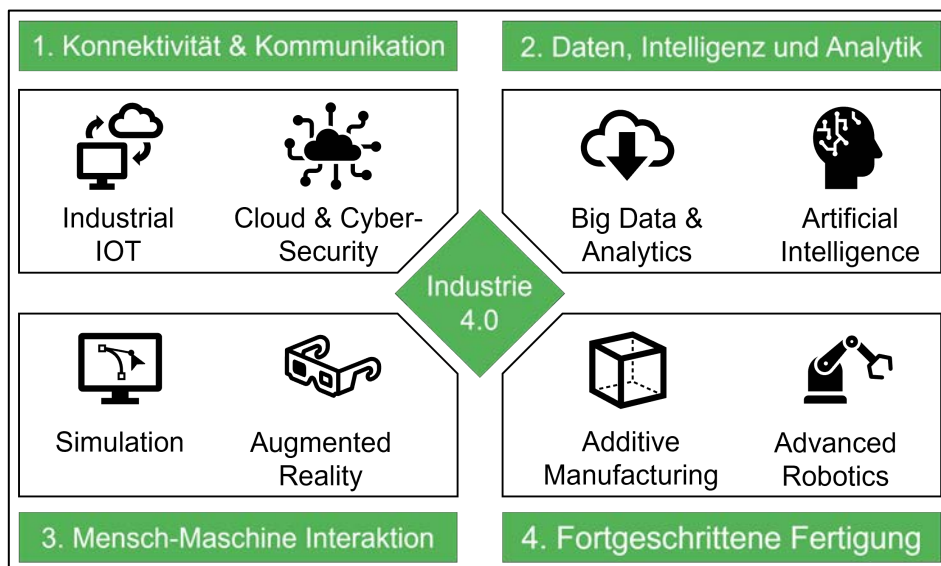 1. Konnektivität & Kommunikation
2. Daten, Intelligenz und Analytik
Industrial
IOT
Cloud & Cyber-
Security
Big Data &
Analytics
Artificial
Intelligence
Industrie
4.0
Simulation
Augmented
Reality
Additive
Manufacturing
Advanced
Robotics
3. Mensch-Maschine Interaktion
4. Fortgeschrittene Fertigung